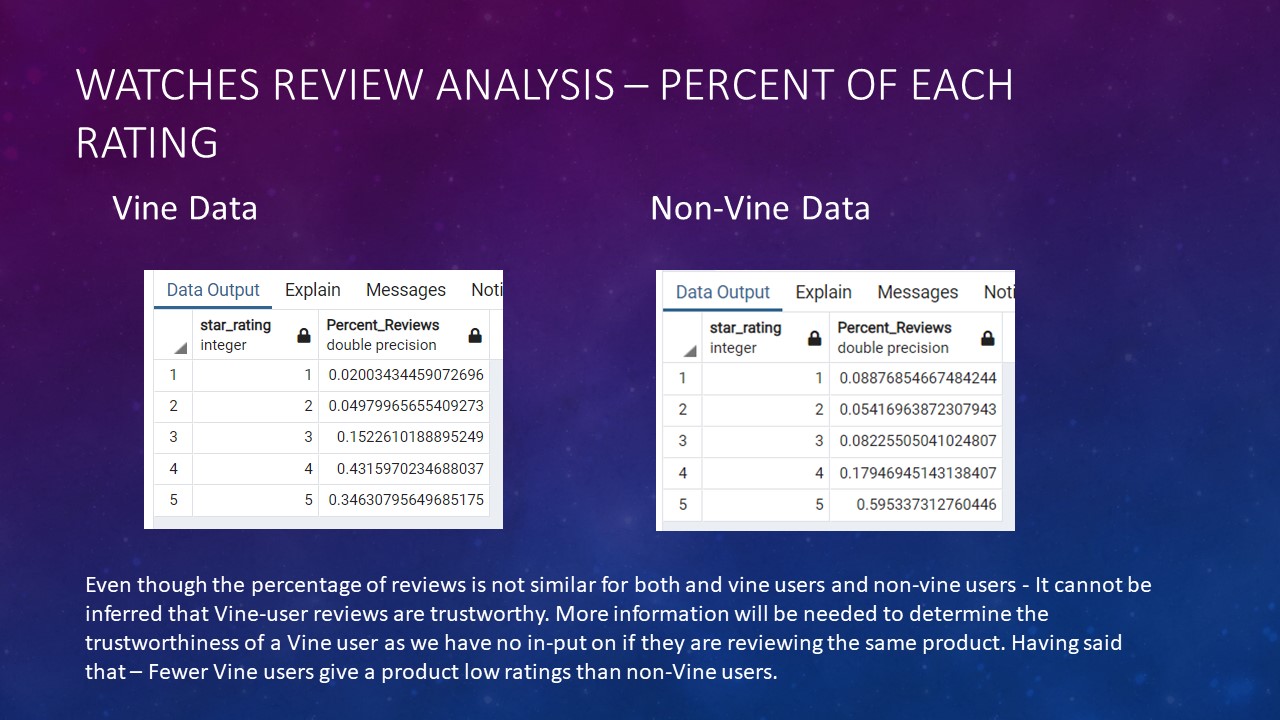 WATCHES REVIEW ANALYSIS – PERCENT OF EACH
RATING
Vine Data
Non-Vine Data
Data Output Explain Messages Noti
star_rating Percent_Reviews
integer double precision
1 1 0.02003434459072696
2 2 0.04979965655409273
3 3 0.1522610188895249
4 4 0.4315970234688037
5 5 0.34630795649685175
Data Output Explain Messages Noti
star_rating Percent_Reviews
integer double precision
1 1 0.08876854667484244
2 2 0.05416963872307943
3 3 0.08225505041024807
4 4 0.17946945143138407
5 5 0.595337312760446
Even though the percentage of reviews is not similar for both and vine users and non-vine users - It cannot be
inferred that Vine-user reviews are trustworthy. More information will be needed to determine the
trustworthiness of a Vine user as we have no in-put on if they are reviewing the same product. Having said
that – Fewer Vine users give a product low ratings than non-Vine users.